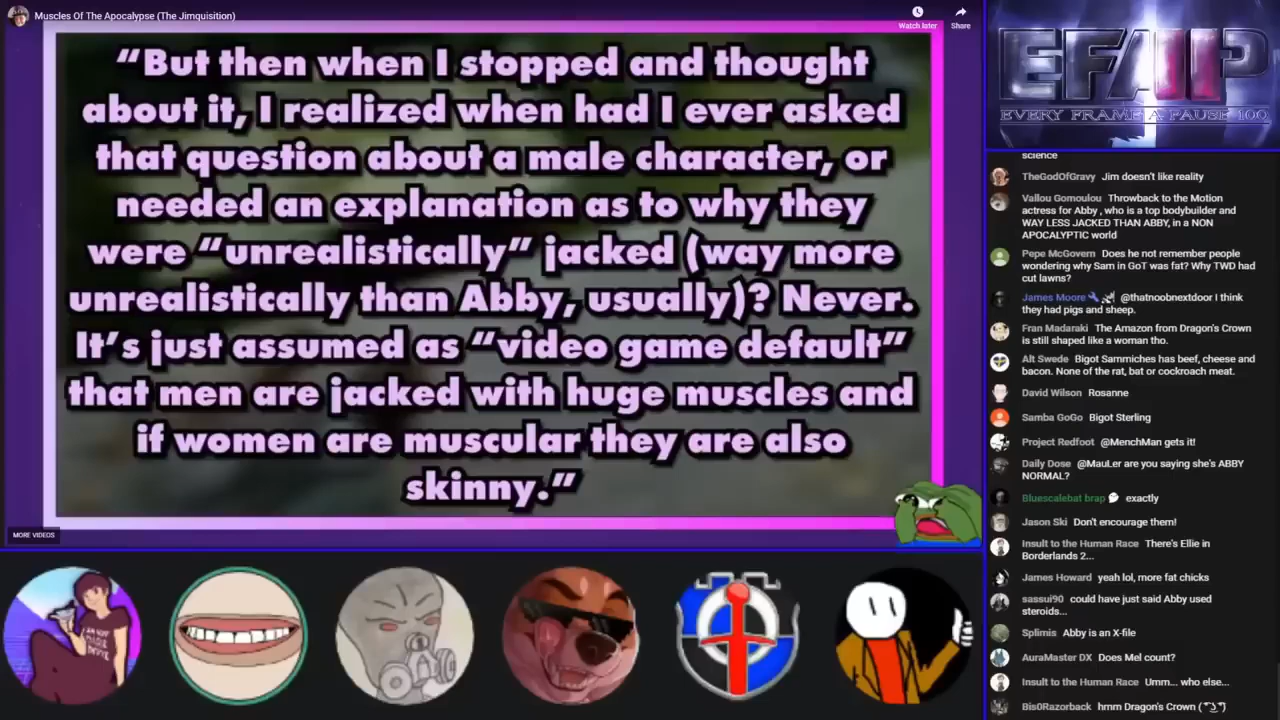 Muscles Of The Apocalypse (The Jimquisition)
Watch later
Share
“But then when I stopped and thought
about it, I realized when had I ever asked
that question about a male character, or
needed an explanation as to why they
were “unrealistically” jacked (way more
unrealistically than Abby, usually)? Never.
It’s just assumed as “video game default”
that men are jacked with huge muscles and
if women are muscular they are also
skinny.”
MORE VIDEOS
EFAP
EVERY FRAME A PAUSE 100
science
TheGodOfGravy Jim doesn't like reality
Vallou Gomoulou Throwback to the Motion
actress for Abby , who is a top bodybuilder and
WAY LESS JACKED THAN ABBY, in a NON
APOCALYPTIC world
Pepe McGovern Does he not remember people
wondering why Sam in GoT was fat? Why TWD had
cut lawns?
James Moore @thatnoobnextdoor I think
they had pigs and sheep.
Fran Madaraki The Amazon from Dragon's Crown
is still shaped like a woman tho.
Alt Swede Bigot Sammiches has beef, cheese and
bacon. None of the rat, bat or cockroach meat.
David Wilson Rosanne
Samba GoGo Bigot Sterling
Project Redfoot @MenchMan gets it!
Daily Dose @MauLer are you saying she's ABBY
NORMAL?
Bluescalebat brap exactly
Jason Ski Don't encourage them!
Insult to the Human Race There's Ellie in
Borderlands 2...
James Howard yeah lol, more fat chicks
sassui90 could have just said Abby used
steroids...
Splimis Abby is an X-file
AuraMaster DX Does Mel count?
Insult to the Human Race Umm... who else...
Bis0Razorback hmm Dragon's Crown ( ͡° ͜ʖ ͡°)